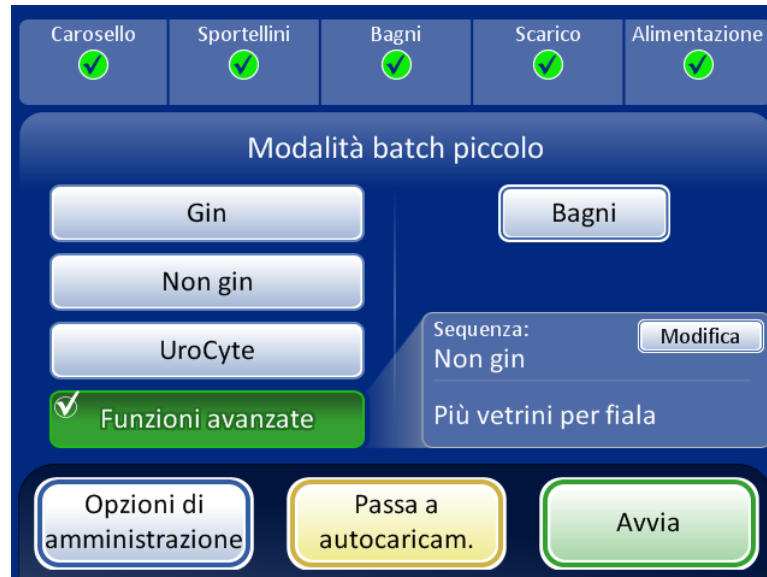 Carosello
Sportellini
Bagni
Scarico
Alimentazione
Modalità batch piccolo
Gin
Bagni
Non gin
UroCyte
Sequenza:
Modifica
Non gin
Funzioni avanzate
Più vetrini per fiala
Opzioni di
amministrazione
Passa a
autocaricam.
Avvia